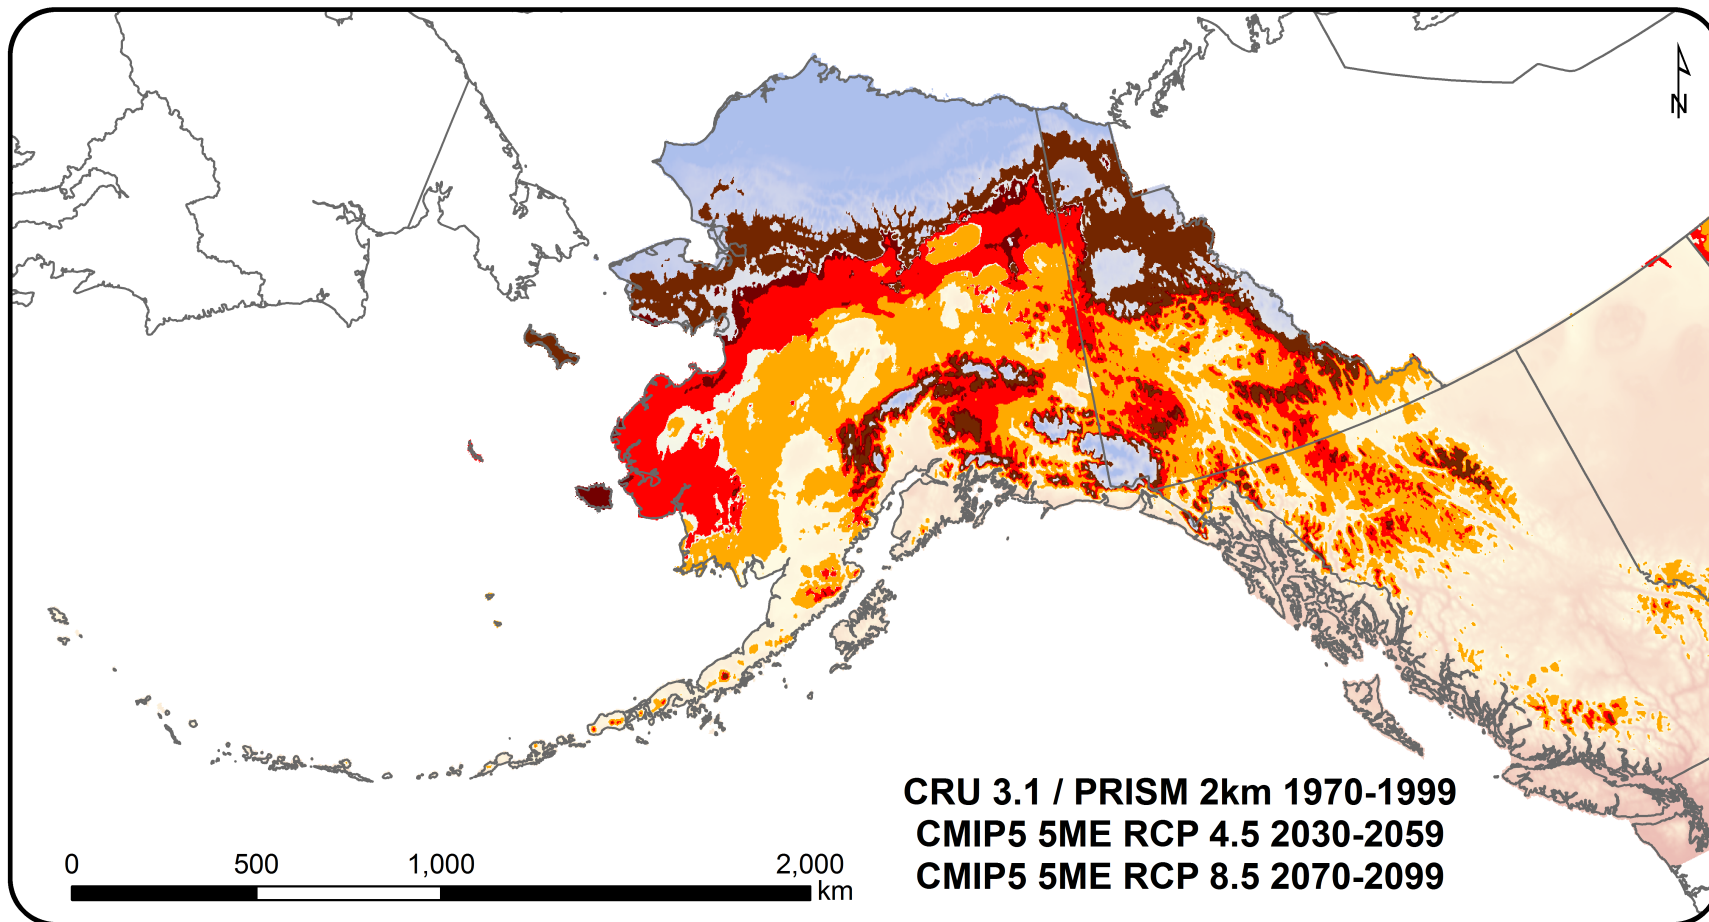 N
CRU 3.1 / PRISM 2km 1970-1999
CMIP5 5ME RCP 4.5 2030-2059
CMIP5 5ME RCP 8.5 2070-2099
0 500 1,000 2,000
km